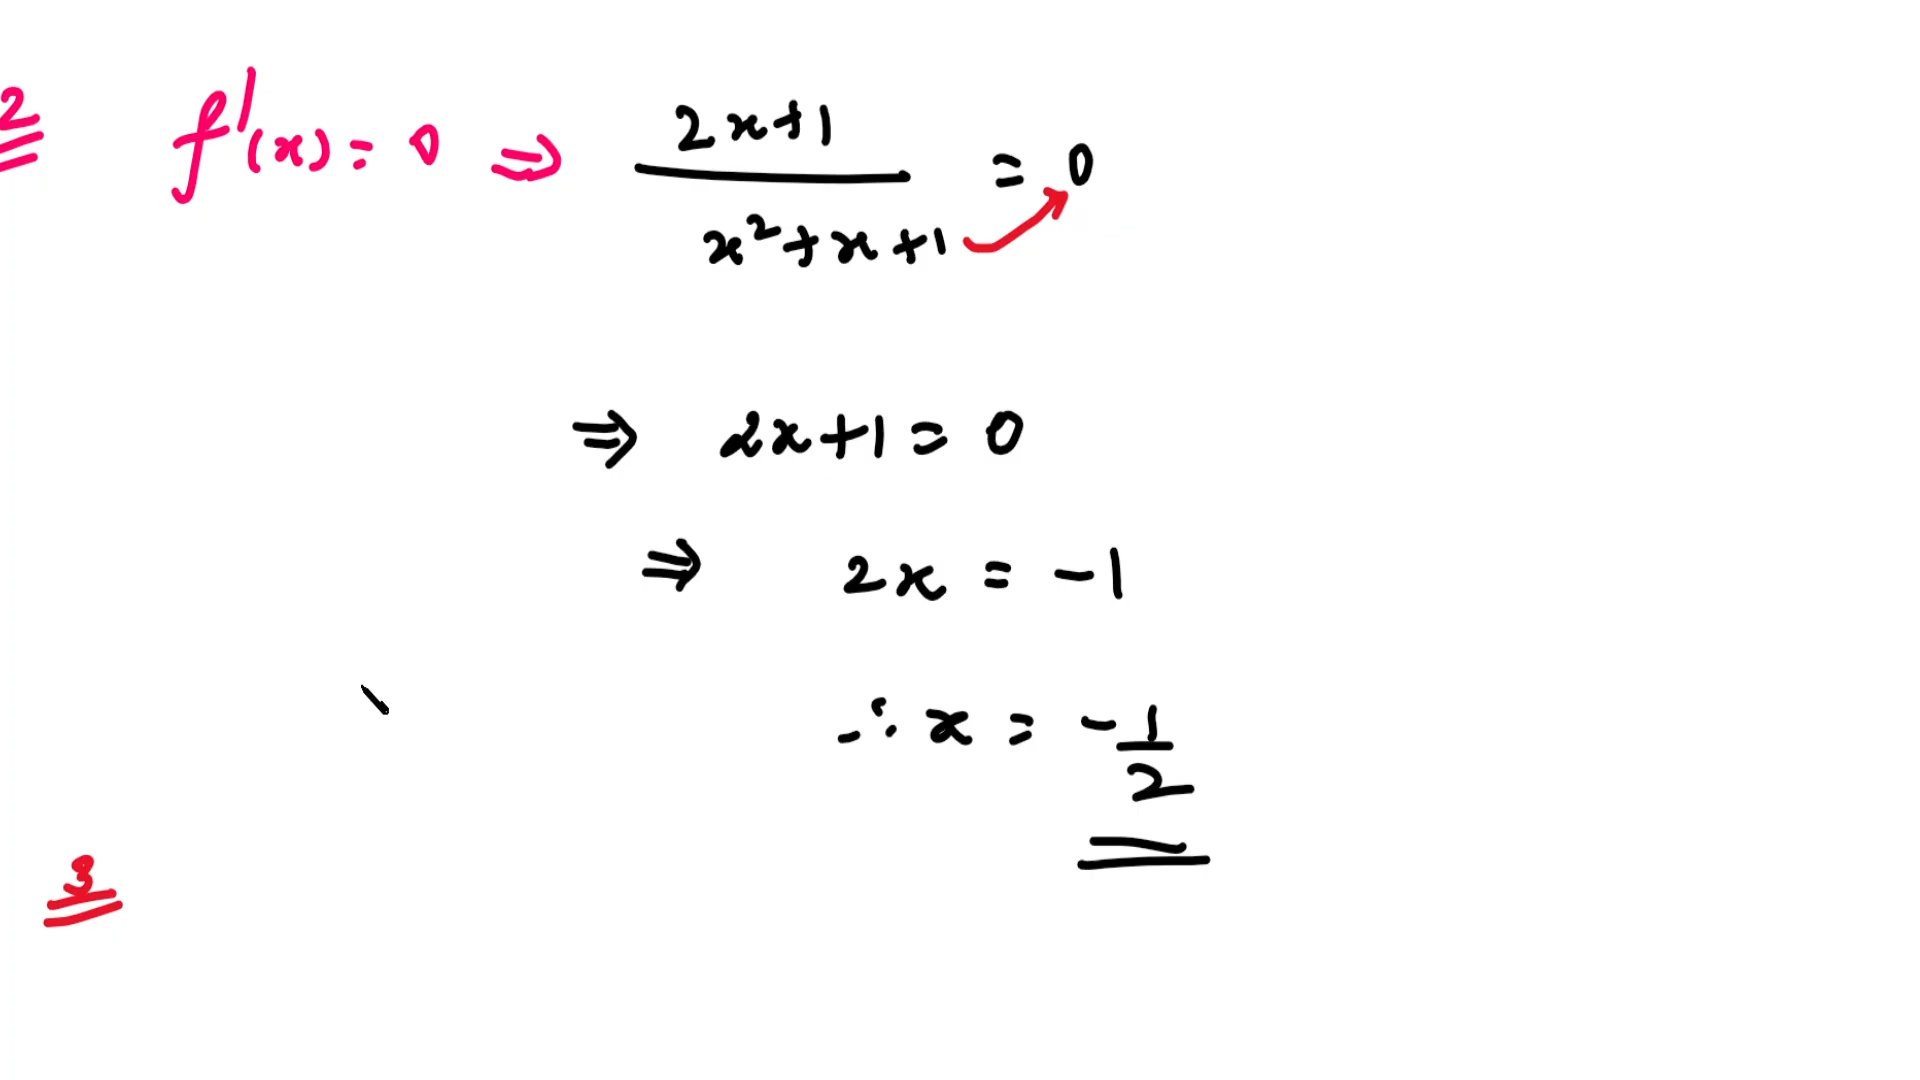 2 f'(x) = 0 ⇒ 2x+1 / x²+x+1 = 0
⇒ 2x+1 = 0
⇒ 2x = -1
∴ x = -1/2
3